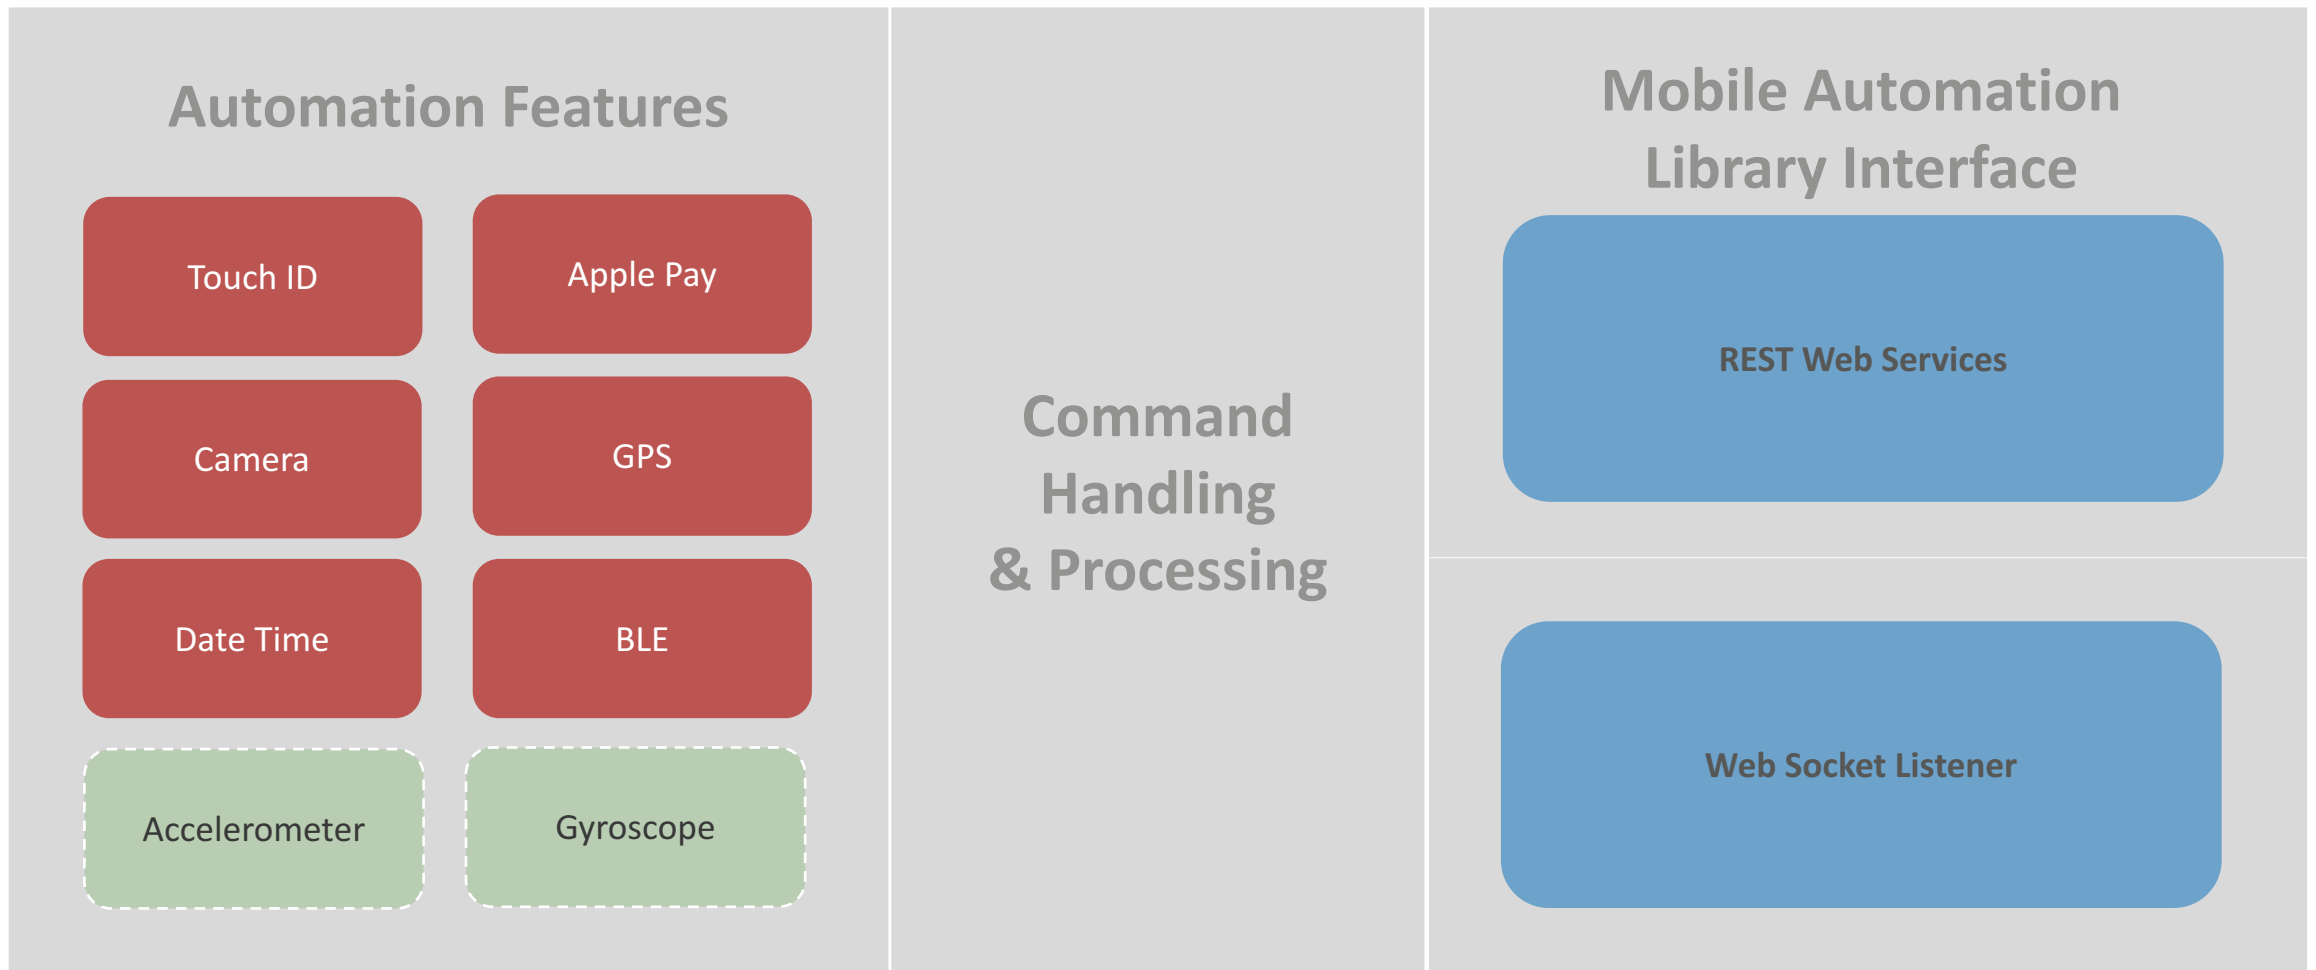 Automation Features
Touch ID
Apple Pay
Camera
GPS
Date Time
BLE
Accelerometer
Gyroscope
Command
Handling
& Processing
Mobile Automation
Library Interface
REST Web Services
Web Socket Listener